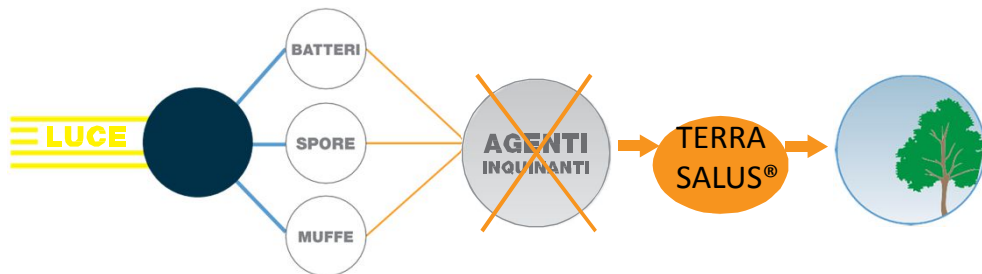 LUCE
BATTERI
SPORE
MUFFE
AGENTI
INQUINANTI
TERRA
SALUS®